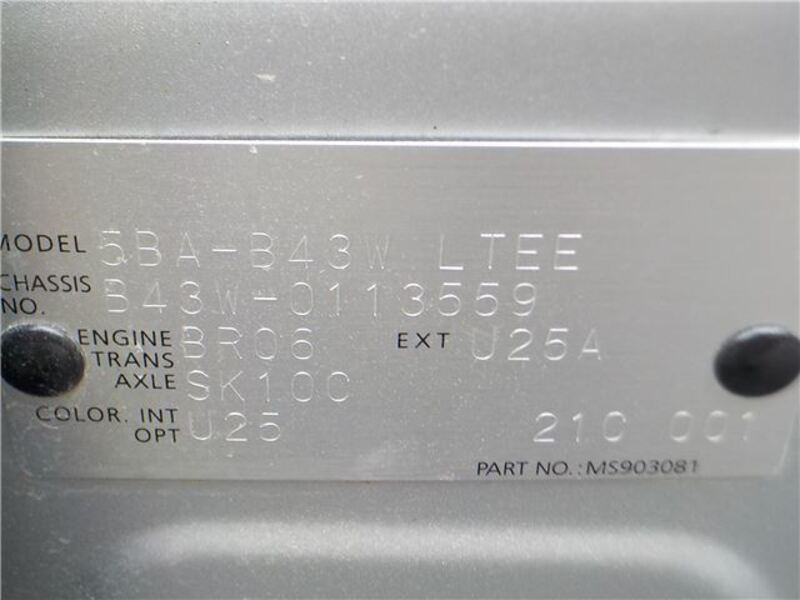 MODEL 5BA-B43W LTEE
CHASSIS NO. B43W-0113559
ENGINE BR06 EXT U25A
TRANS AXLE SK10C
COLOR. INT U25 210 001
OPT
PART NO.: MS903081